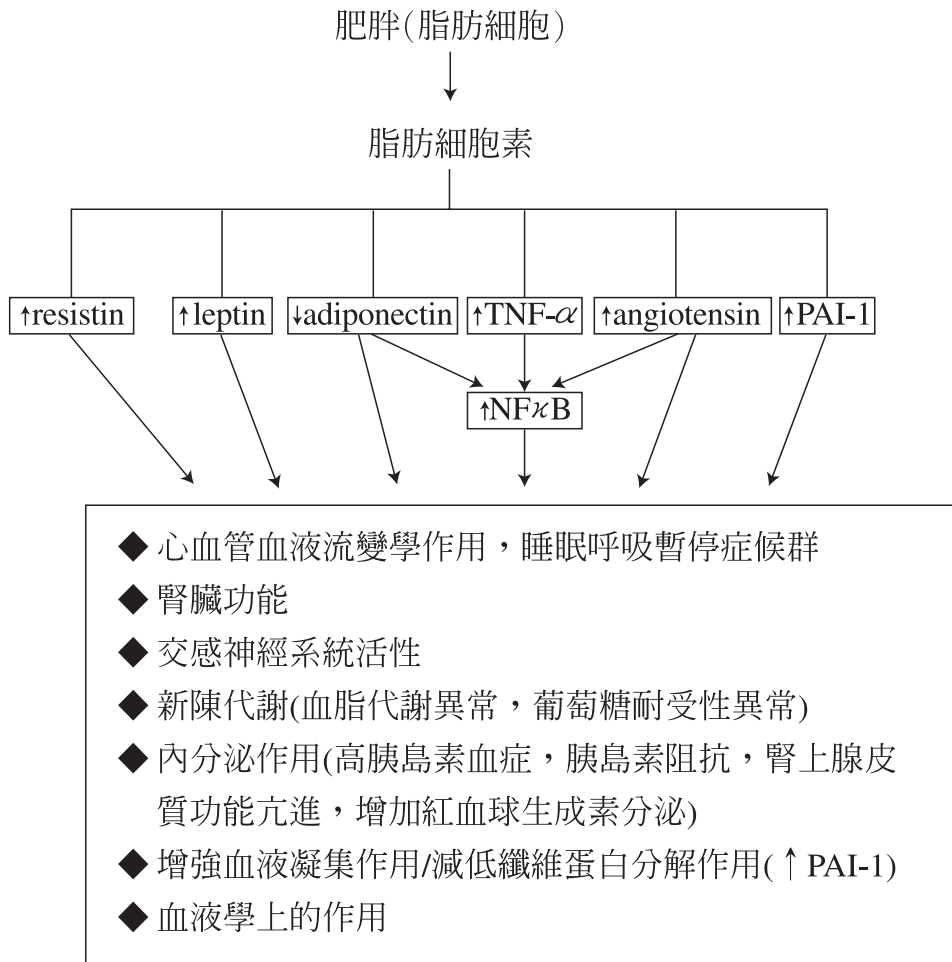 肥胖(脂肪細胞)
脂肪細胞素
↑resistin ↑leptin ↓adiponectin ↑TNF-α ↑angiotensin ↑PAI-1
↑NFκB
◆ 心血管血液流變學作用，睡眠呼吸暫停症候群
◆ 腎臟功能
◆ 交感神經系統活性
◆ 新陳代謝(血脂代謝異常，葡萄糖耐受性異常)
◆ 內分泌作用(高胰島素血症，胰島素阻抗，腎上腺皮
質功能亢進，增加紅血球生成素分泌)
◆ 增強血液凝集作用/減低纖維蛋白分解作用(↑PAI-1)
◆ 血液學上的作用